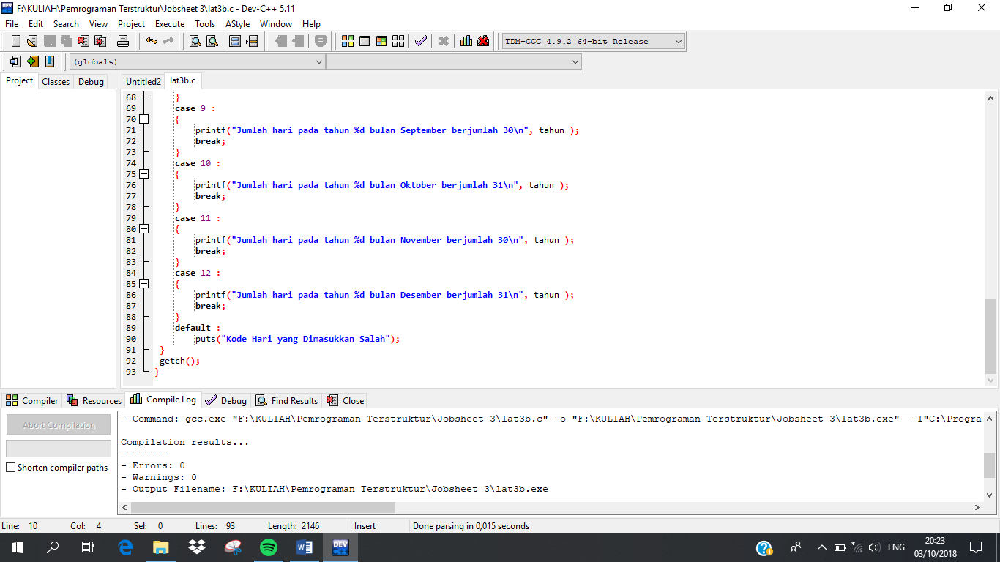 F:\KULIAH\Pemrograman Terstruktur\Jobsheet 3\lat3b.c - Dev-C++ 5.11
File Edit Search View Project Execute Tools AStyle Window Help
TDM-GCC 4.9.2 64-bit Release
(globals)
Project Classes Debug Untitled2 lat3b.c
68 }
69 case 9 :
70 {
71 printf("Jumlah hari pada tahun %d bulan September berjumlah 30\n", tahun );
72 break;
73 }
74 case 10 :
75 {
76 printf("Jumlah hari pada tahun %d bulan Oktober berjumlah 31\n", tahun );
77 break;
78 }
79 case 11 :
80 {
81 printf("Jumlah hari pada tahun %d bulan November berjumlah 30\n", tahun );
82 break;
83 }
84 case 12 :
85 {
86 printf("Jumlah hari pada tahun %d bulan Desember berjumlah 31\n", tahun );
87 break;
88 }
89 default :
90 puts("Kode Hari yang Dimasukkan Salah");
91 }
92 getch();
93 }
Compiler Resources Compile Log Debug Find Results Close
Abort Compilation
Shorten compiler paths
- Command: gcc.exe "F:\KULIAH\Pemrograman Terstruktur\Jobsheet 3\lat3b.c" -o "F:\KULIAH\Pemrograman Terstruktur\Jobsheet 3\lat3b.exe" -I"C:\Progra
Compilation results...
--------
- Errors: 0
- Warnings: 0
- Output Filename: F:\KULIAH\Pemrograman Terstruktur\Jobsheet 3\lat3b.exe
Line: 10 Col: 4 Sel: 0 Lines: 93 Length: 2146 Insert Done parsing in 0,015 seconds
ENG 20:23
03/10/2018